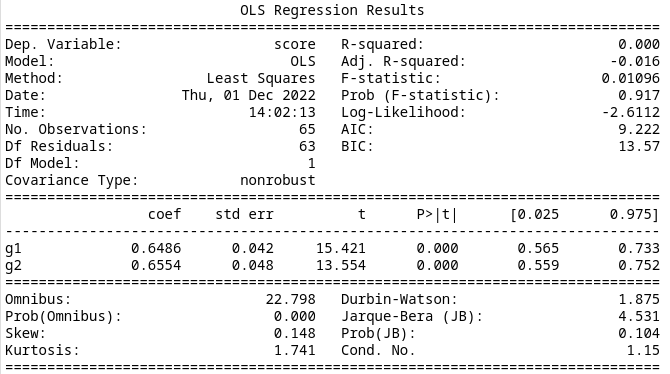 OLS Regression Results
==============================================================================
Dep. Variable:                  score   R-squared:                       0.000
Model:                            OLS   Adj. R-squared:                 -0.016
Method:                 Least Squares   F-statistic:                   0.01096
Date:                Thu, 01 Dec 2022   Prob (F-statistic):              0.917
Time:                        14:02:13   Log-Likelihood:                -2.6112
No. Observations:                  65   AIC:                             9.222
Df Residuals:                      63   BIC:                             13.57
Df Model:                           1
Covariance Type:            nonrobust
==============================================================================
                 coef    std err          t      P>|t|      [0.025      0.975]
------------------------------------------------------------------------------
g1             0.6486      0.042     15.421      0.000       0.565       0.733
g2             0.6554      0.048     13.554      0.000       0.559       0.752
==============================================================================
Omnibus:                       22.798   Durbin-Watson:                   1.875
Prob(Omnibus):                  0.000   Jarque-Bera (JB):                4.531
Skew:                           0.148   Prob(JB):                        0.104
Kurtosis:                       1.741   Cond. No.                         1.15
==============================================================================